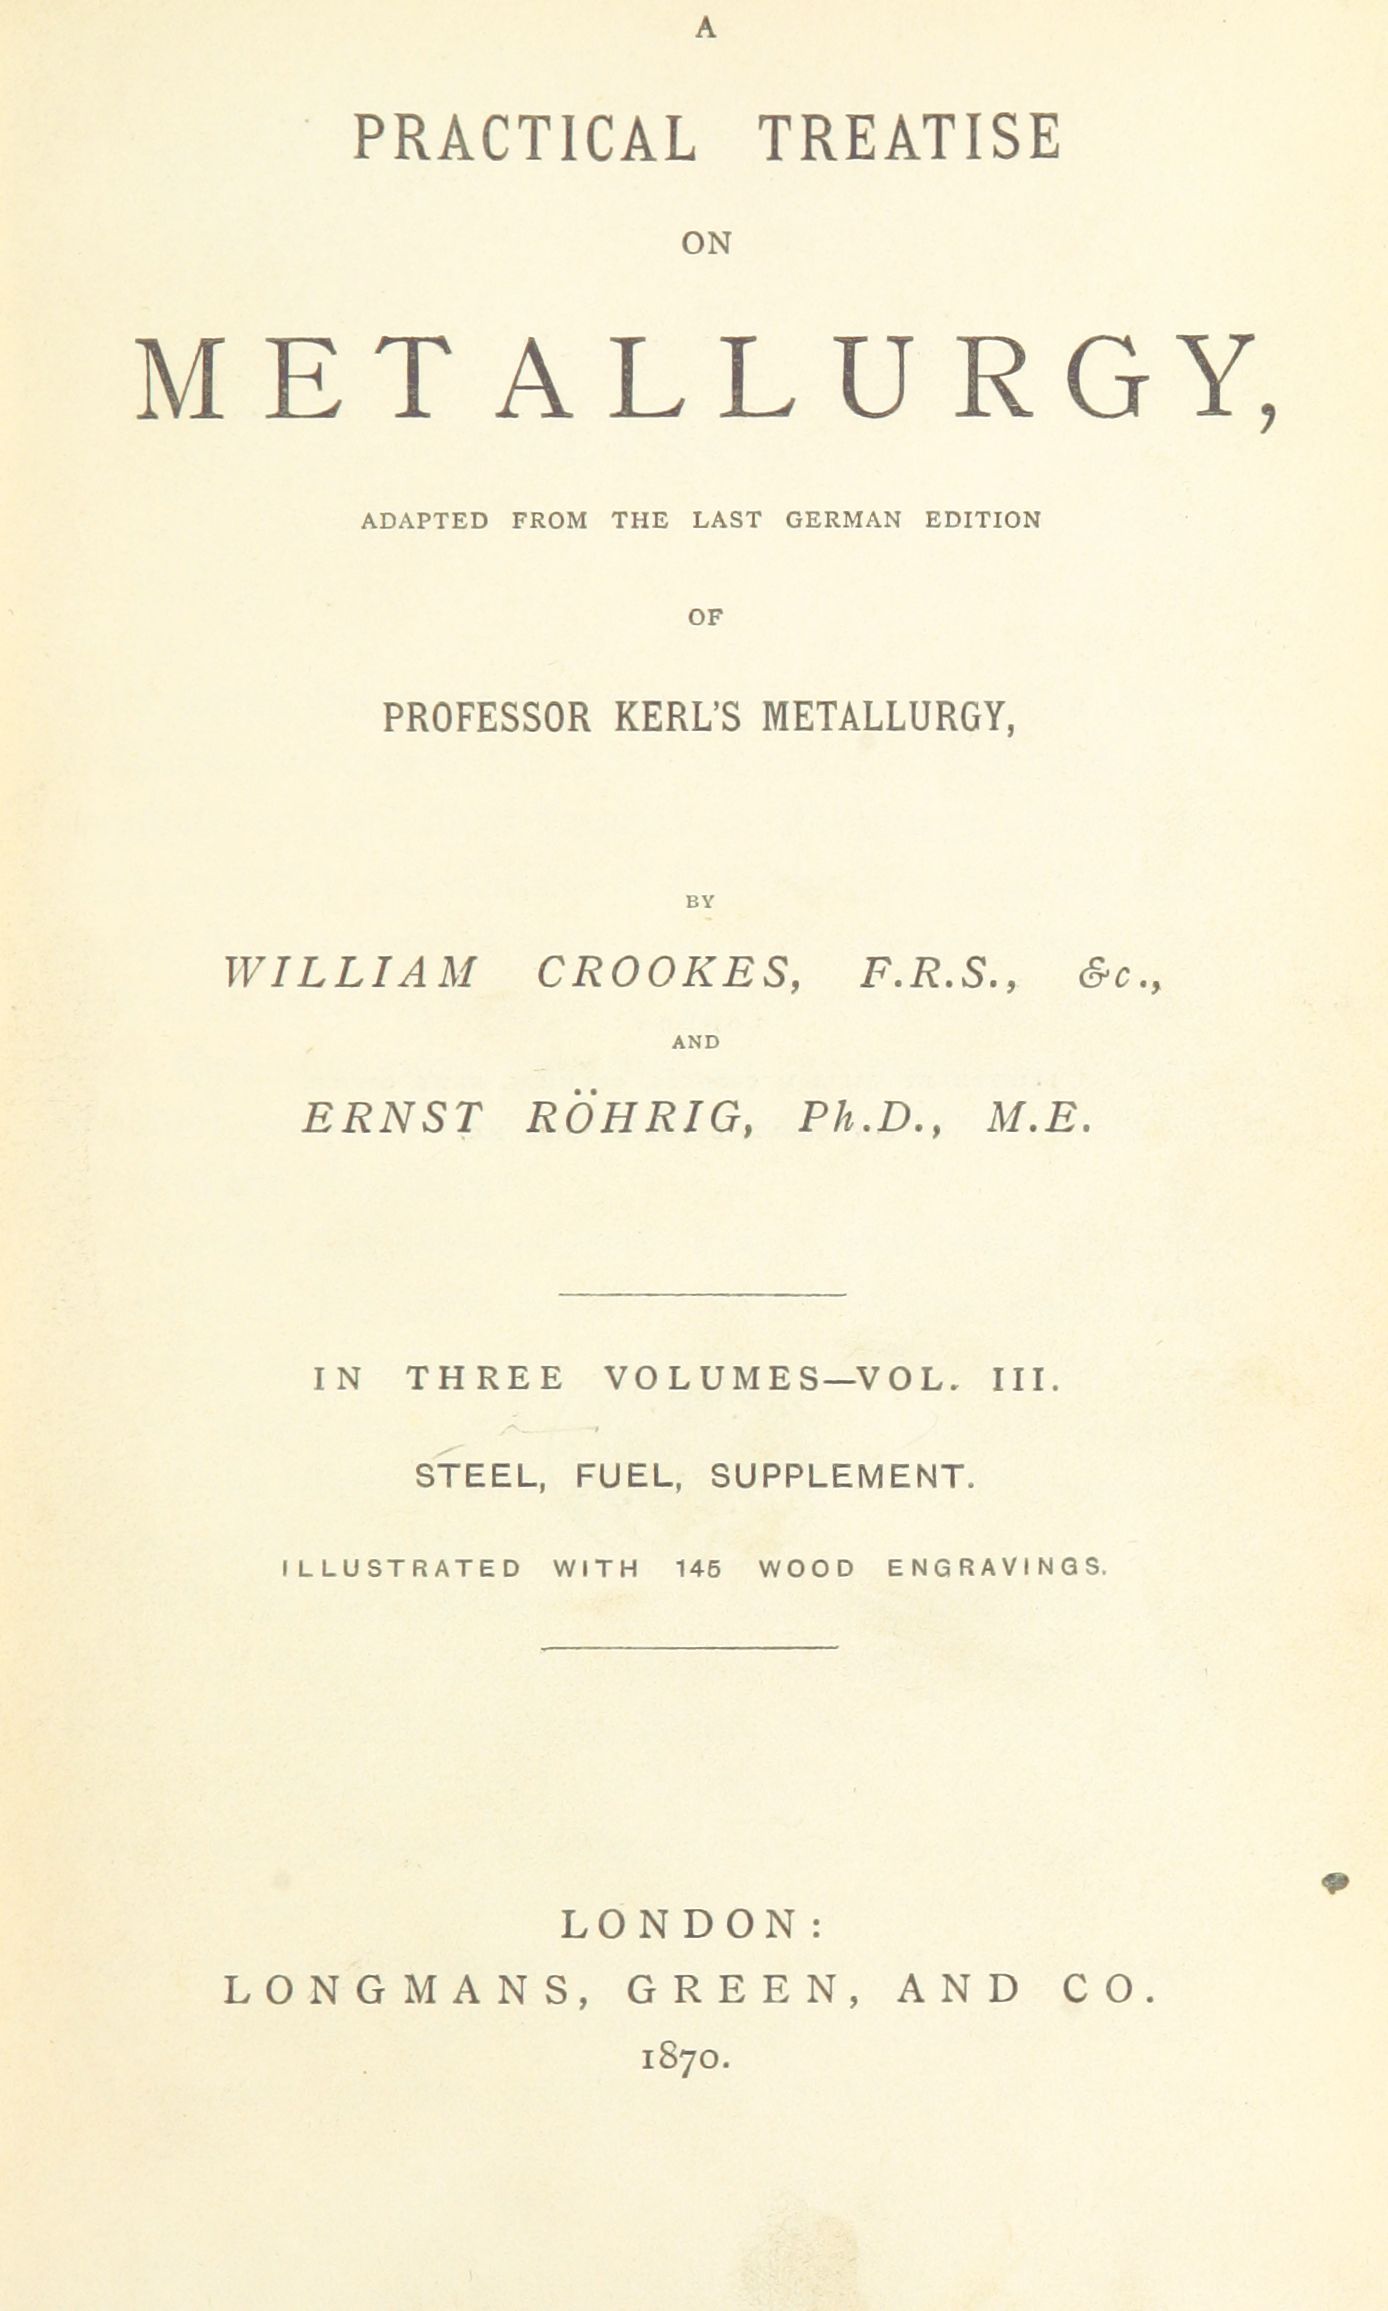 A
PRACTICAL TREATISE
ON
METALLURGY,
ADAPTED FROM THE LAST GERMAN EDITION
OF
PROFESSOR KERL'S METALLURGY,
BY
WILLIAM CROOKES, F.R.S., &c.,
AND
ERNST RÖHRIG, Ph.D., M.E.
IN THREE VOLUMES—VOL. III.
STEEL, FUEL, SUPPLEMENT.
ILLUSTRATED WITH 145 WOOD ENGRAVINGS.
LONDON:
LONGMANS, GREEN, AND CO.
1870.